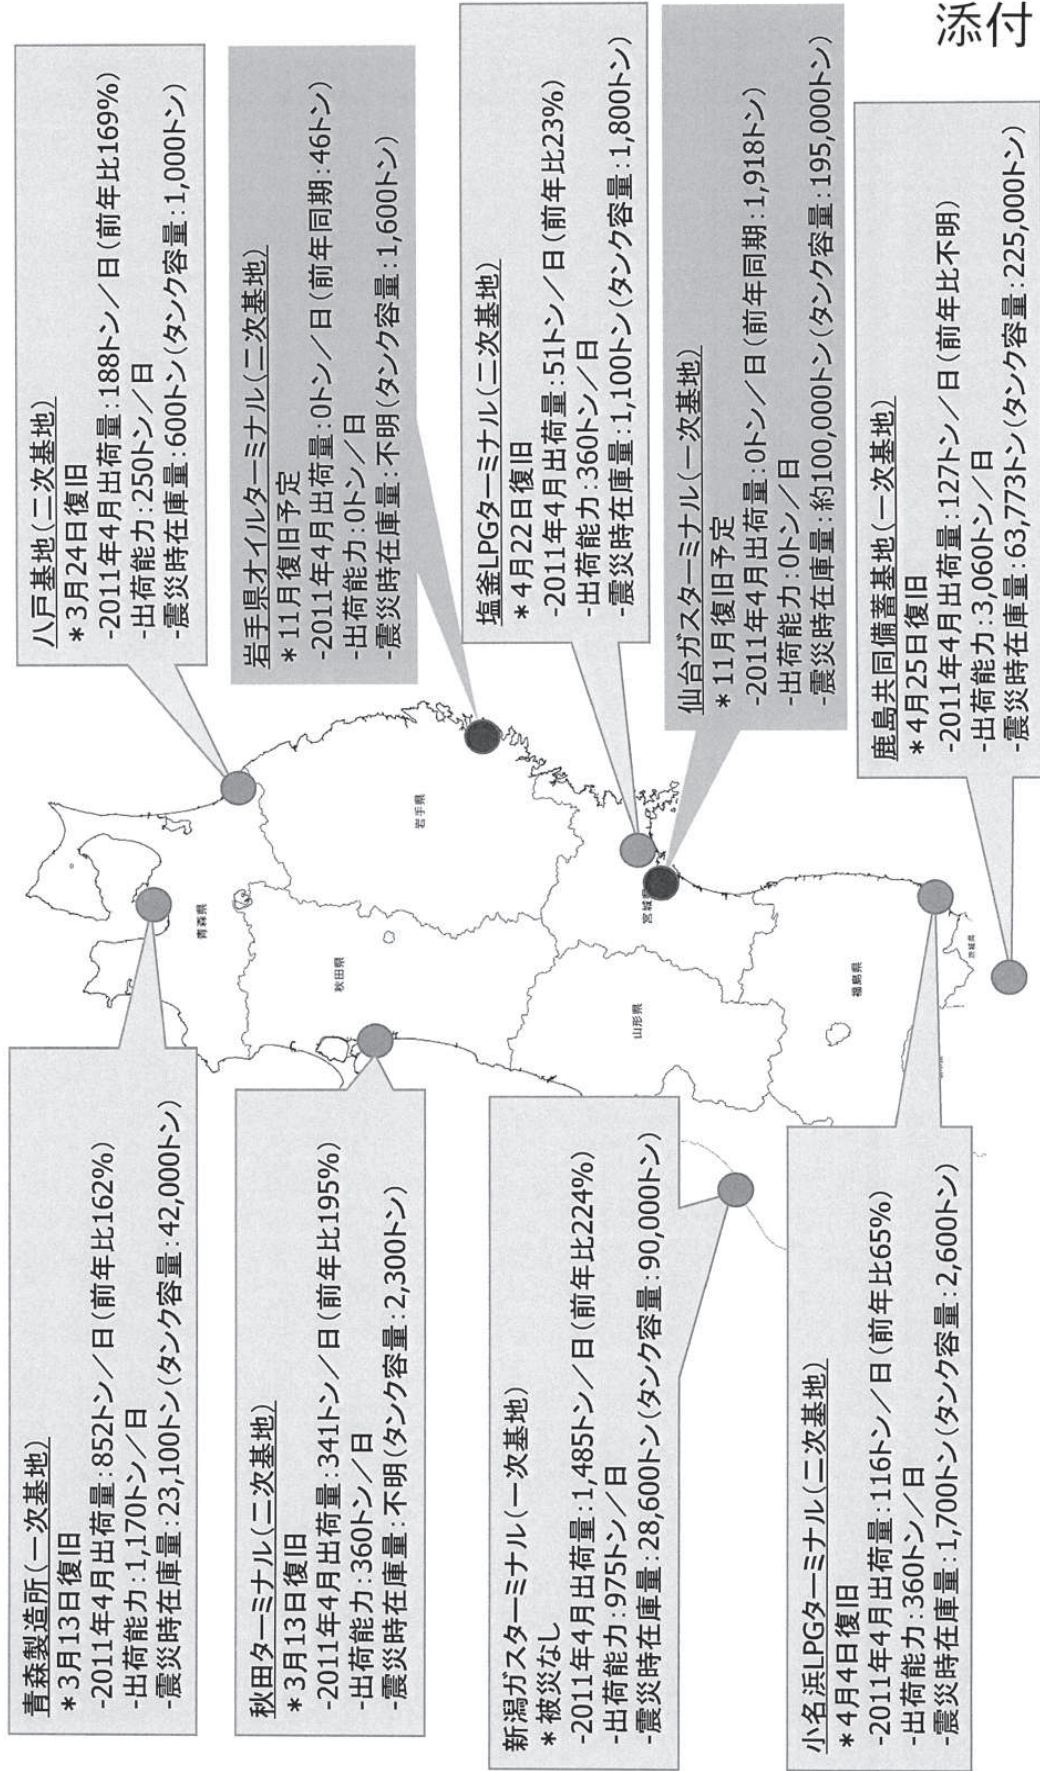 添付
青森製造所(一次基地)
*3月13日復旧
-2011年4月出荷量:852トン/日(前年比162%)
-出荷能力:1,170トン/日
-震災時在庫量:23,100トン(タンク容量:42,000トン)
秋田ターミナル(二次基地)
*3月13日復旧
-2011年4月出荷量:341トン/日(前年比195%)
-出荷能力:360トン/日
-震災時在庫量:不明(タンク容量:2,300トン)
新潟ガスターミナル(一次基地)
*被災なし
-2011年4月出荷量:1,485トン/日(前年比224%)
-出荷能力:975トン/日
-震災時在庫量:28,600トン(タンク容量:90,000トン)
小名浜LPGターミナル(二次基地)
*4月4日復旧
-2011年4月出荷量:116トン/日(前年比65%)
-出荷能力:360トン/日
-震災時在庫量:1,700トン(タンク容量:2,600トン)
青森県
秋田県
岩手県
山形県
宮城
福島県
茨城県
八戸基地(二次基地)
*3月24日復旧
-2011年4月出荷量:188トン/日(前年比169%)
-出荷能力:250トン/日
-震災時在庫量:600トン(タンク容量:1,000トン)
岩手県オイルターミナル(二次基地)
*11月復旧予定
-2011年4月出荷量:0トン/日(前年同期:46トン)
-出荷能力:0トン/日
-震災時在庫量:不明(タンク容量:1,600トン)
塩釜LPGターミナル(二次基地)
*4月22日復旧
-2011年4月出荷量:51トン/日(前年比23%)
-出荷能力:360トン/日
-震災時在庫量:1,100トン(タンク容量:1,800トン)
仙台ガスターミナル(一次基地)
*11月復旧予定
-2011年4月出荷量:0トン/日(前年同期:1,918トン)
-出荷能力:0トン/日
-震災時在庫量:約100,000トン(タンク容量:195,000トン)
鹿島共同備蓄基地(一次基地)
*4月25日復旧
-2011年4月出荷量:127トン/日(前年比不明)
-出荷能力:3,060トン/日
-震災時在庫量:63,773トン(タンク容量:225,000トン)